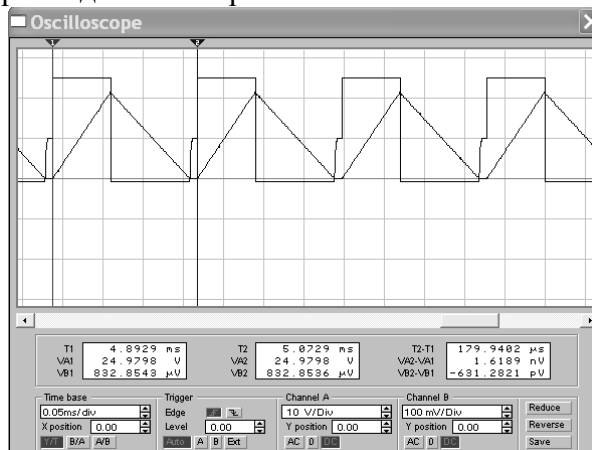 Oscilloscope
1 2
T1 4.8929 ms T2 5.0729 ms T2-T1 179.9402 µs
VA1 24.9798 V VA2 24.9798 V VA2-VA1 1.6189 nV
VB1 832.8543 µV VB2 832.8536 µV VB2-VB1 -631.2821 pV
Time base Trigger Channel A Channel B
0.05ms/div Edge 10 V/Div 100 mV/Div Reduce
X position 0.00 Level 0.00 Y position 0.00 Y position 0.00 Reverse
Y/T B/A A/B Auto A B Ext AC 0 DC AC 0 DC Save